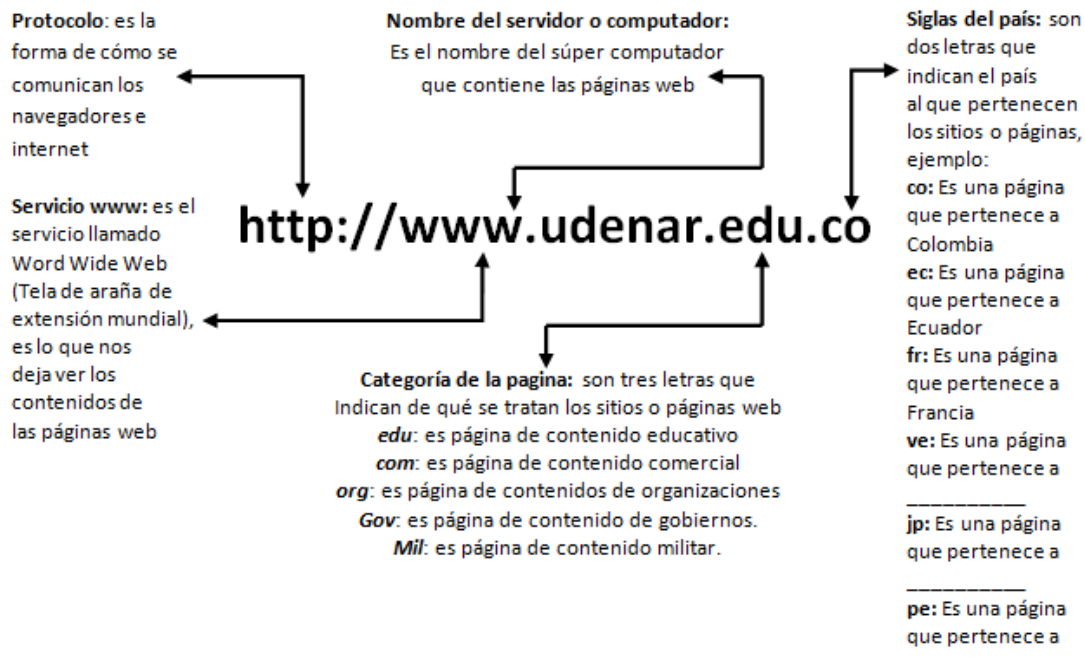 Protocolo: es la
forma de cómo se
comunican los
navegadores e
internet
Nombre del servidor o computador:
Es el nombre del súper computador
que contiene las páginas web
Siglas del país: son
dos letras que
indican el país
al que pertenecen
los sitios o páginas,
ejemplo:
co: Es una página
que pertenece a
Colombia
ec: Es una página
que pertenece a
Ecuador
fr: Es una página
que pertenece a
Francia
ve: Es una página
que pertenece a
__________
jp: Es una página
que pertenece a
__________
pe: Es una página
que pertenece a
http://www.udenar.edu.co
Servicio www: es el
servicio llamado
Word Wide Web
(Tela de araña de
extensión mundial),
es lo que nos
deja ver los
contenidos de
las páginas web
Categoría de la pagina: son tres letras que
Indican de qué se tratan los sitios o páginas web
edu: es página de contenido educativo
com: es página de contenido comercial
org: es página de contenidos de organizaciones
Gov: es página de contenido de gobiernos.
Mil: es página de contenido militar.